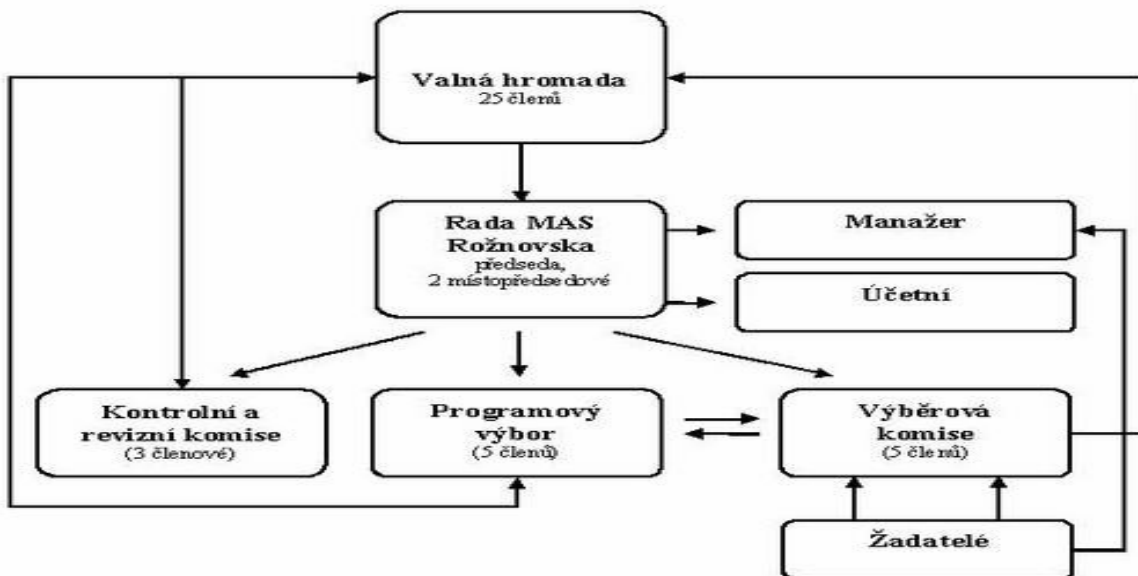 Valná hromada
25 členů
Rada MAS
Rožnovska
předseda,
2 místopředsedové
Manažer
Účetní
Kontrolní a
revizní komise
(3 členové)
Programový
výbor
(5 členů)
Výběrová
komise
(5 členů)
Žadatelé